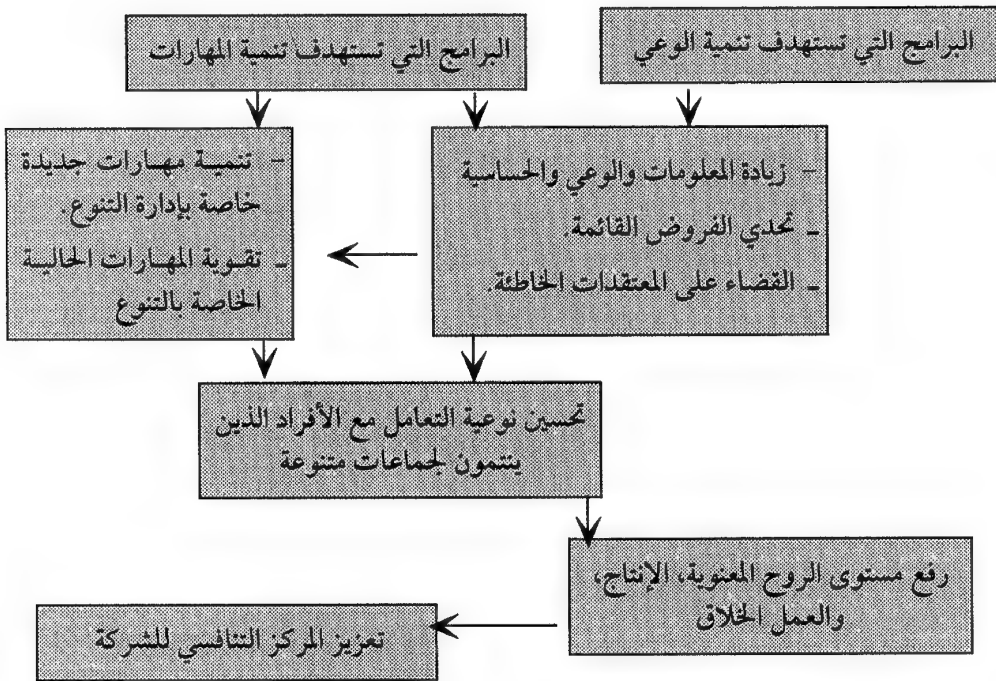 البرامج التي تستهدف تنمية الوعي
البرامج التي تستهدف تنمية المهارات
- زيادة المعلومات والوعي والحساسية
- تحدي الفروض القائمة.
- القضاء على المعتقدات الخاطئة.
- تنمية مهارات جديدة
خاصة بإدارة التنوع.
- تقوية المهارات الحالية
الخاصة بالتنوع
تحسين نوعية التعامل مع الأفراد الذين
ينتمون لجماعات متنوعة
رفع مستوى الروح المعنوية، الإنتاج،
والعمل الخلاق
تعزيز المركز التنافسي للشركة